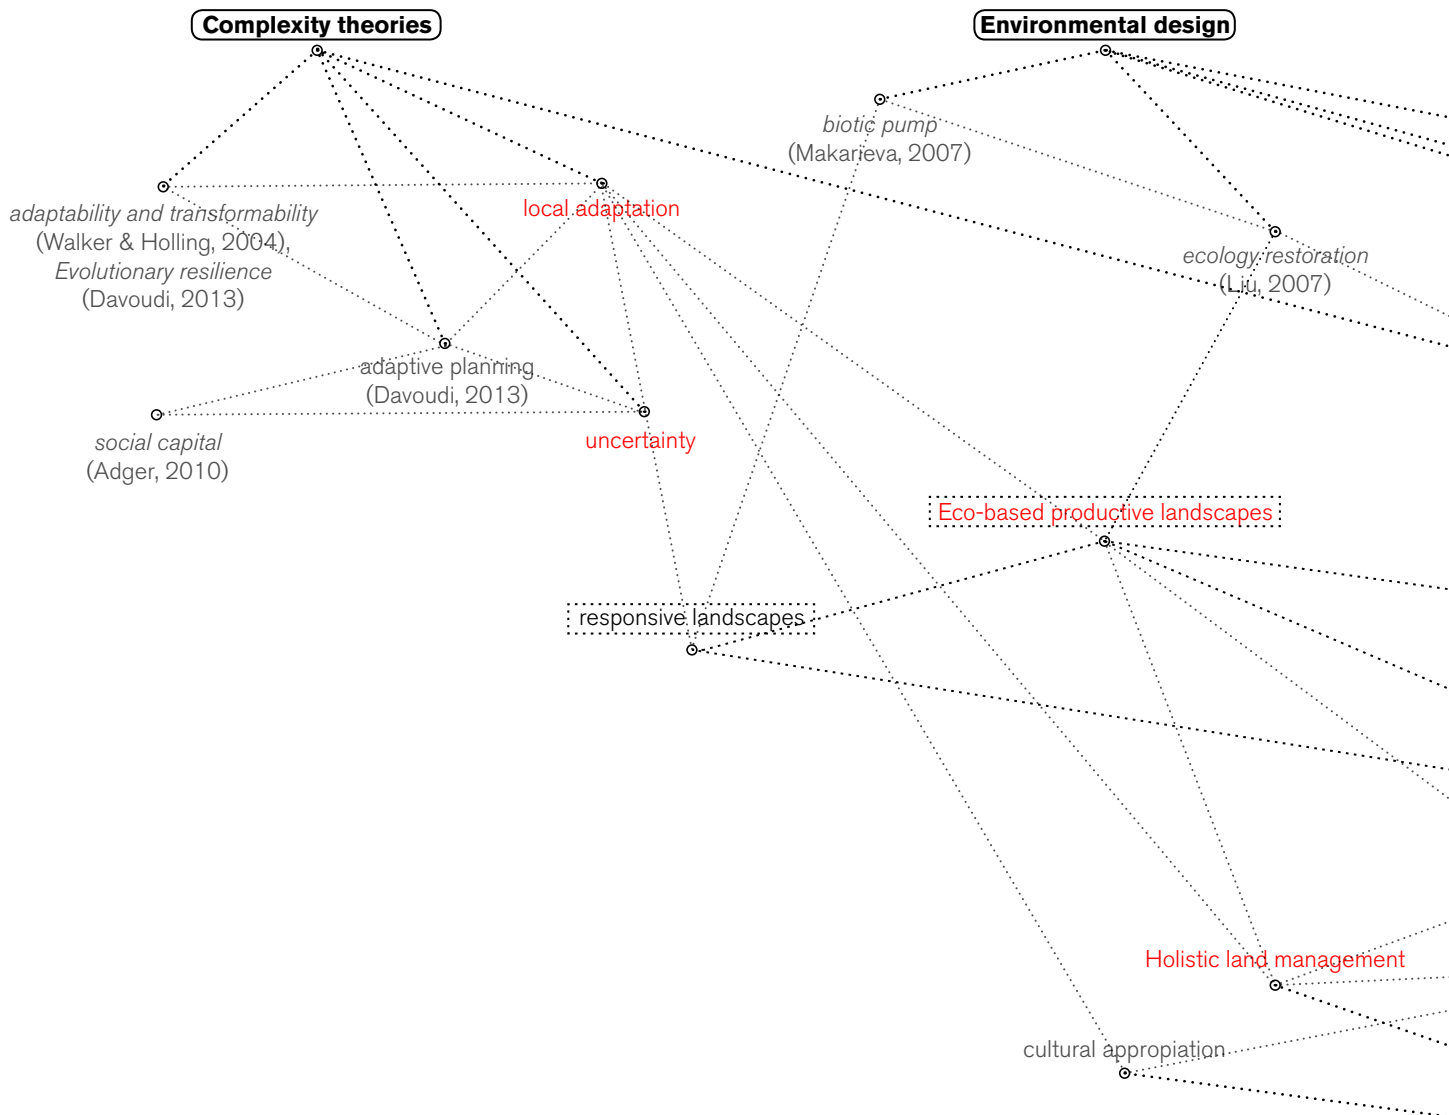 Complexity theories
Environmental design
biotic pump
(Makarieva, 2007)
adaptability and transformability
(Walker & Holling, 2004),
Evolutionary resilience
(Davoudi, 2013)
local adaptation
ecology restoration
(Liu, 2007)
adaptive planning
(Davoudi, 2013)
social capital
(Adger, 2010)
uncertainty
Eco-based productive landscapes
responsive landscapes
Holistic land management
cultural appropiation